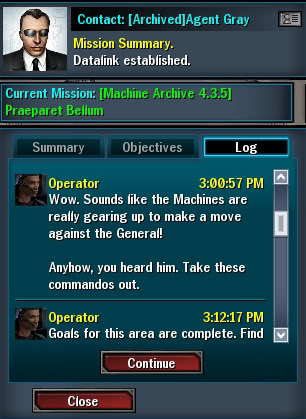 Contact: [Archived]Agent Gray
Mission Summary.
Datalink established.
Current Mission: [Machine Archive 4.3.5]
Praeparet Bellum
Summary
Objectives
Log
Operator 3:00:57 PM
Wow. Sounds like the Machines are
really gearing up to make a move
against the General!
Anyhow, you heard him. Take these
commandos out.
Operator 3:12:17 PM
Goals for this area are complete. Find
Continue
Close